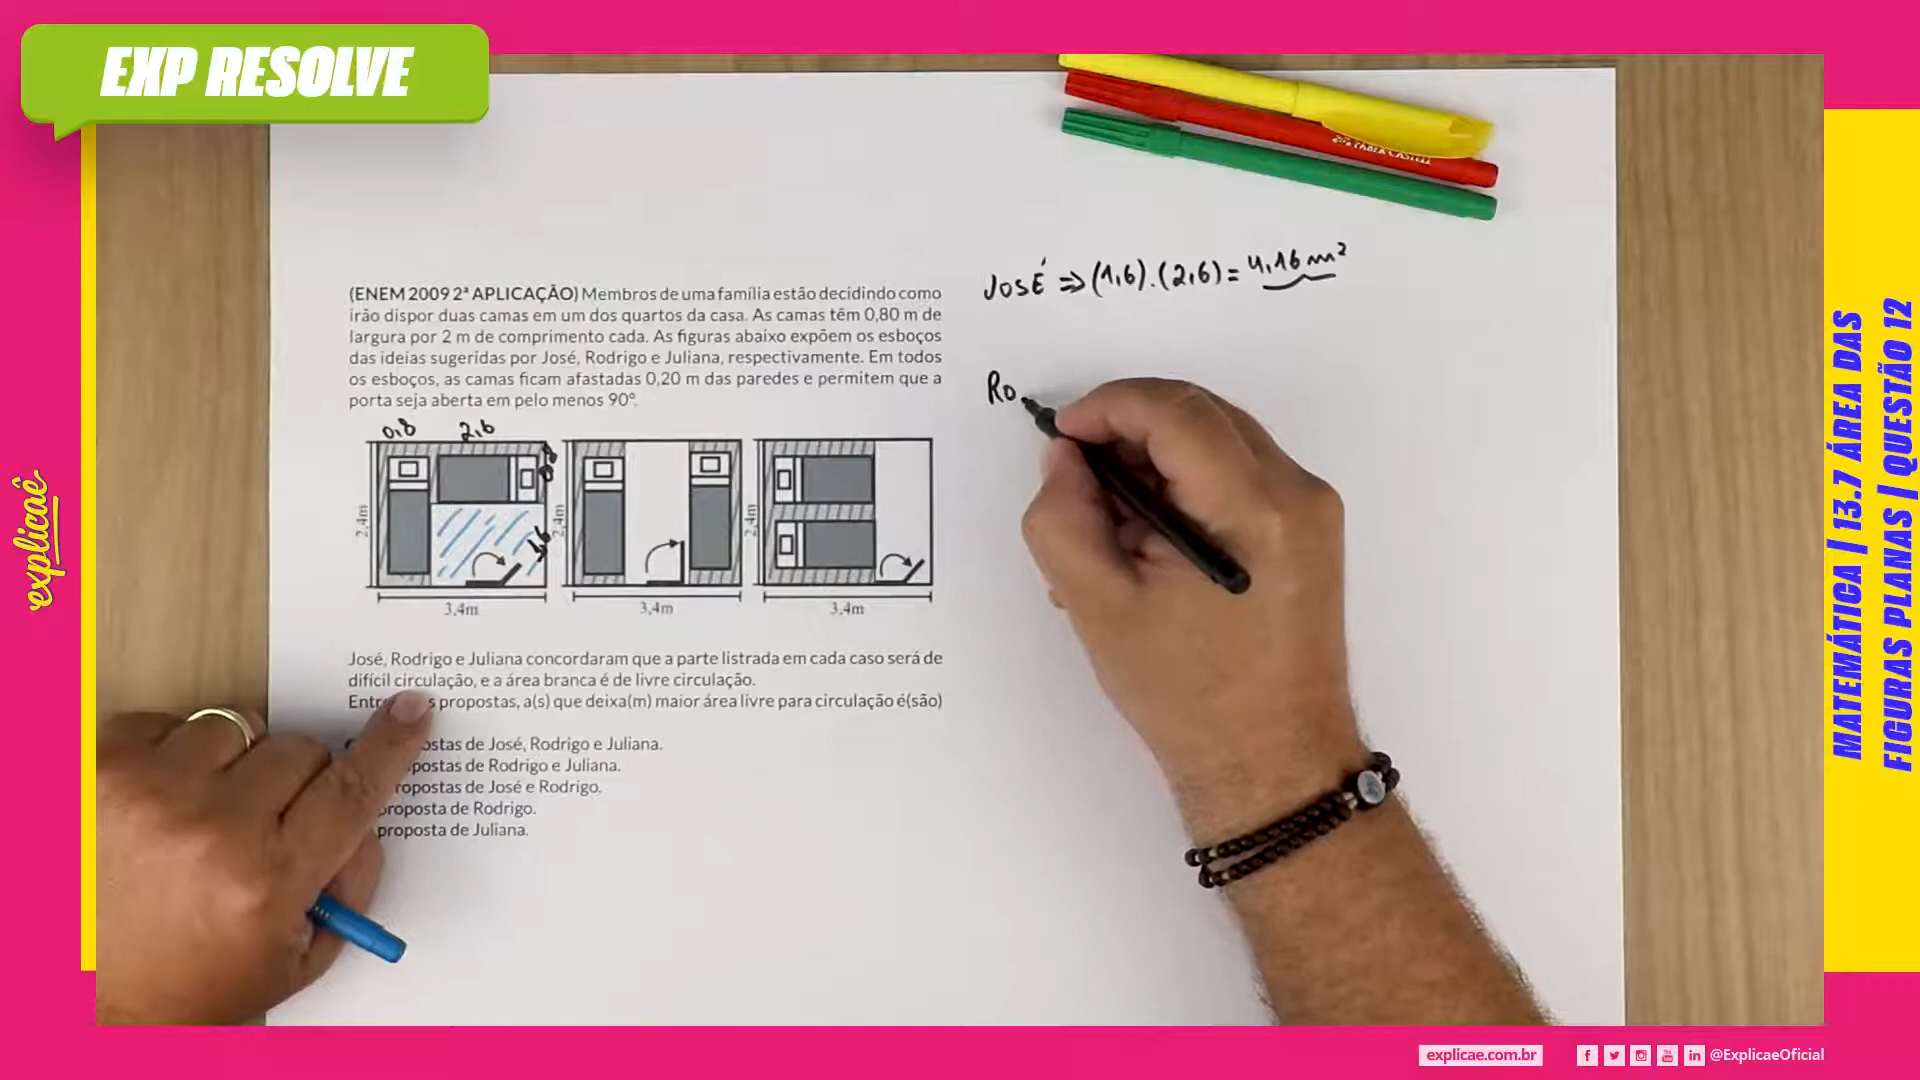 EXP RESOLVE
JOSÉ => (1,6).(2,6) = 4,16 m²
Ro
(ENEM 2009 2ª APLICAÇÃO) Membros de uma família estão decidindo como
irão dispor duas camas em um dos quartos da casa. As camas têm 0,80 m de
largura por 2 m de comprimento cada. As figuras abaixo expõem os esboços
das ideias sugeridas por José, Rodrigo e Juliana, respectivamente. Em todos
os esboços, as camas ficam afastadas 0,20 m das paredes e permitem que a
porta seja aberta em pelo menos 90°.
0,8 2,6
0,8
1,6
2,4m 2,4m 2,4m
3,4m 3,4m 3,4m
José, Rodrigo e Juliana concordaram que a parte listrada em cada caso será de
difícil circulação, e a área branca é de livre circulação.
propostas, a(s) que deixa(m) maior área livre para circulação é(são)
de José, Rodrigo e Juliana.
de Rodrigo e Juliana.
de José e Rodrigo.
proposta de Rodrigo.
proposta de Juliana.
explicaê
MATEMÁTICA | 13.7 ÁREA DAS
FIGURAS PLANAS | QUESTÃO 12
FABER-CASTELL
explicae.com.br
@ExplicaeOficial